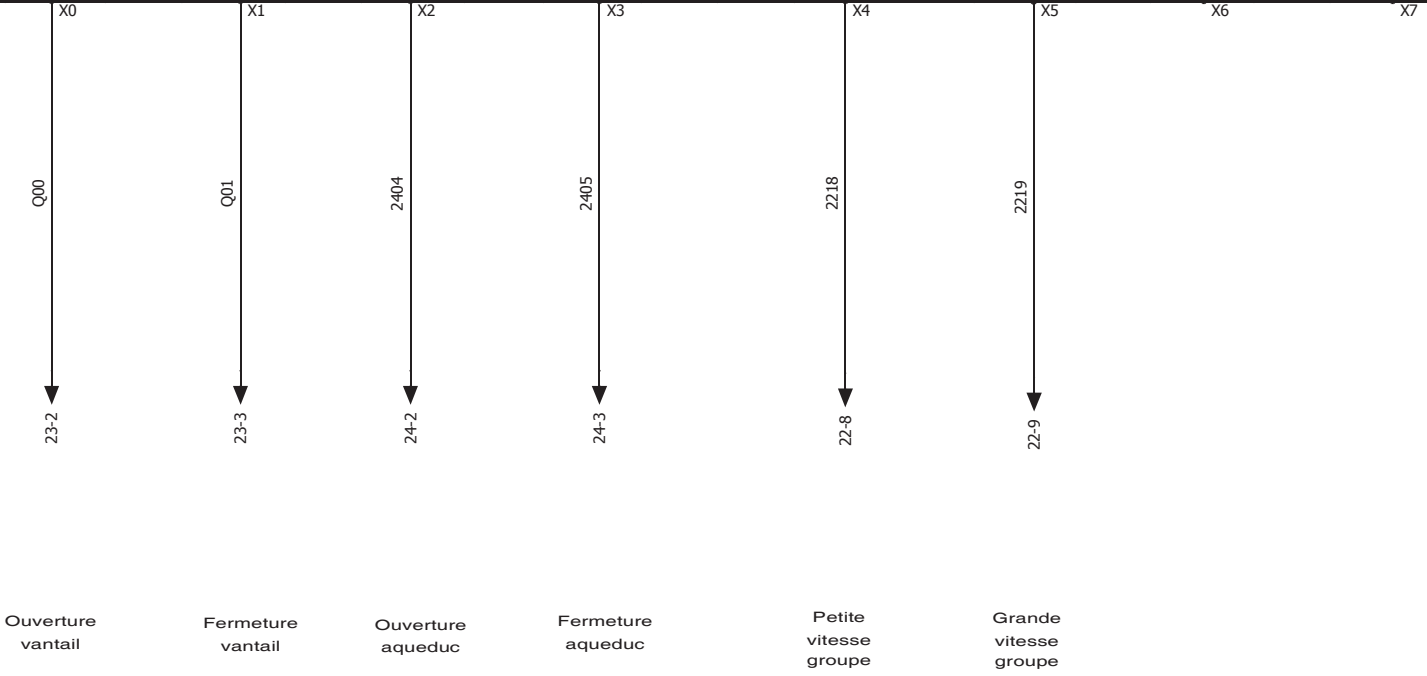 X0 X1 X2 X3 X4 X5 X6 X7
Q00 Q01 2404 2405 2218 2219
23-2 23-3 24-2 24-3 22-8 22-9
Ouverture
vantail
Fermeture
vantail
Ouverture
aqueduc
Fermeture
aqueduc
Petite
vitesse
groupe
Grande
vitesse
groupe